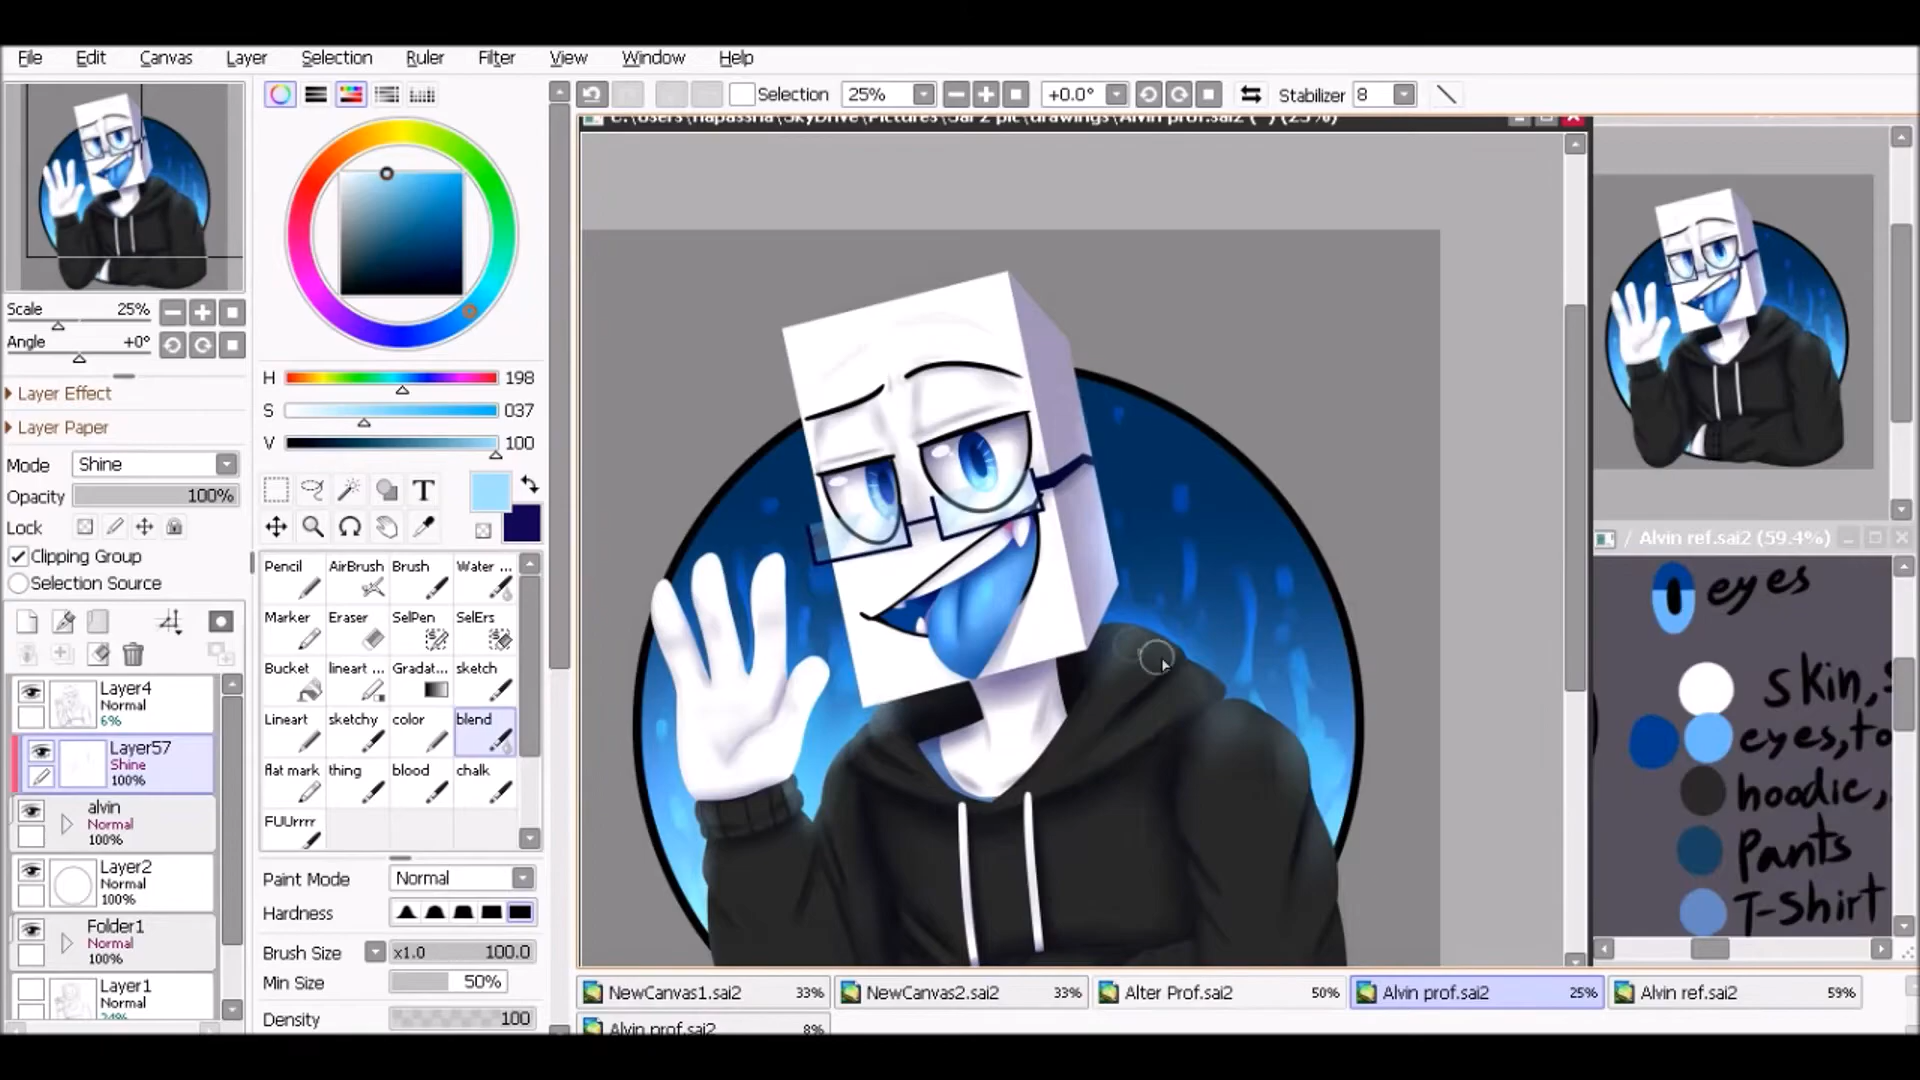 File Edit Canvas Layer Selection Ruler Filter View Window Help
Selection 25% +0.0° Stabilizer 8
Scale 25%
Angle +0°
Layer Effect
Layer Paper
Mode Shine
Opacity 100%
Lock
Clipping Group
Selection Source
Layer4
Normal
6%
Layer57
Shine
100%
alvin
Normal
100%
Layer2
Normal
100%
Folder1
Normal
100%
Layer1
Normal
H 198
S 037
V 100
T
Pencil AirBrush Brush Water ...
Marker Eraser SelPen SelErs
Bucket lineart ... Gradat... sketch
Lineart sketchy color blend
flat mark thing blood chalk
FUUrrrr
Paint Mode Normal
Hardness
Brush Size x1.0 100.0
Min Size 50%
Density 100
Alvin ref.sai2 (59.4%)
eyes
skin,
eyes,to
hoodie,
pants
T-shirt
NewCanvas1.sai2 33% NewCanvas2.sai2 33% Alter Prof.sai2 50% Alvin prof.sai2 25% Alvin ref.sai2 59%
Alvin prof.sai2 8%